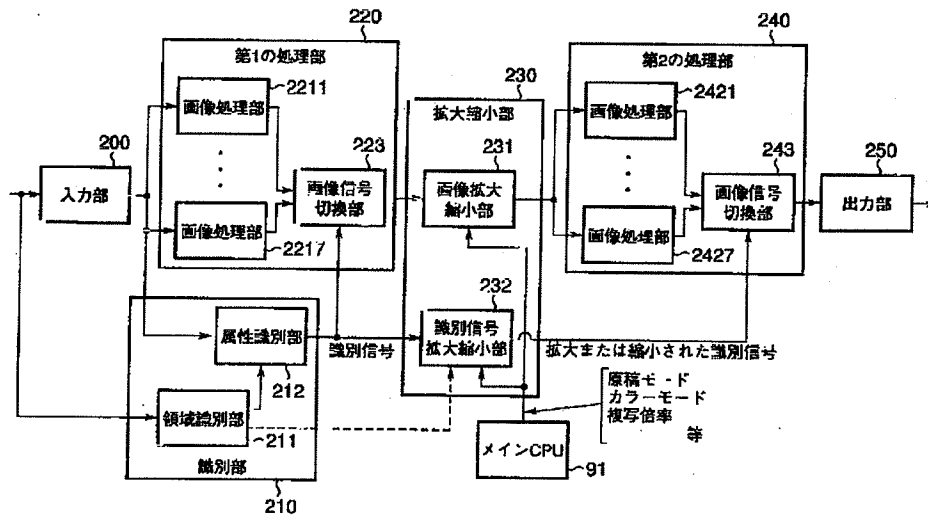 220
第1の処理部
2211
画像処理部
223
画像信号
切換部
画像処理部
2217
200
入力部
230
拡大縮小部
231
画像拡大
縮小部
232
識別信号
拡大縮小部
240
第2の処理部
2421
画像処理部
243
画像信号
切換部
画像処理部
2427
250
出力部
属性識別部
212
識別信号
領域識別部
211
識別部
210
拡大または縮小された識別信号
原稿モード
カラーモード
複写倍率
等
メインCPU
91